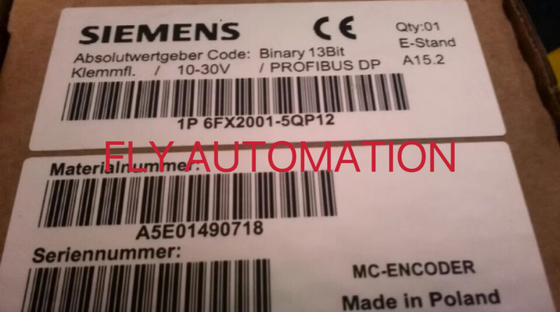 SIEMENS
CE
Qty:01
Absolutwertgeber Code: Binary 13Bit
E-Stand
Klemmfl. / 10-30V / PROFIBUS DP
A15.2
1P 6FX2001-5QP12
FLY AUTOMATION
Materialnummer:
A5E01490718
Seriennummer:
MC-ENCODER
Made in Poland